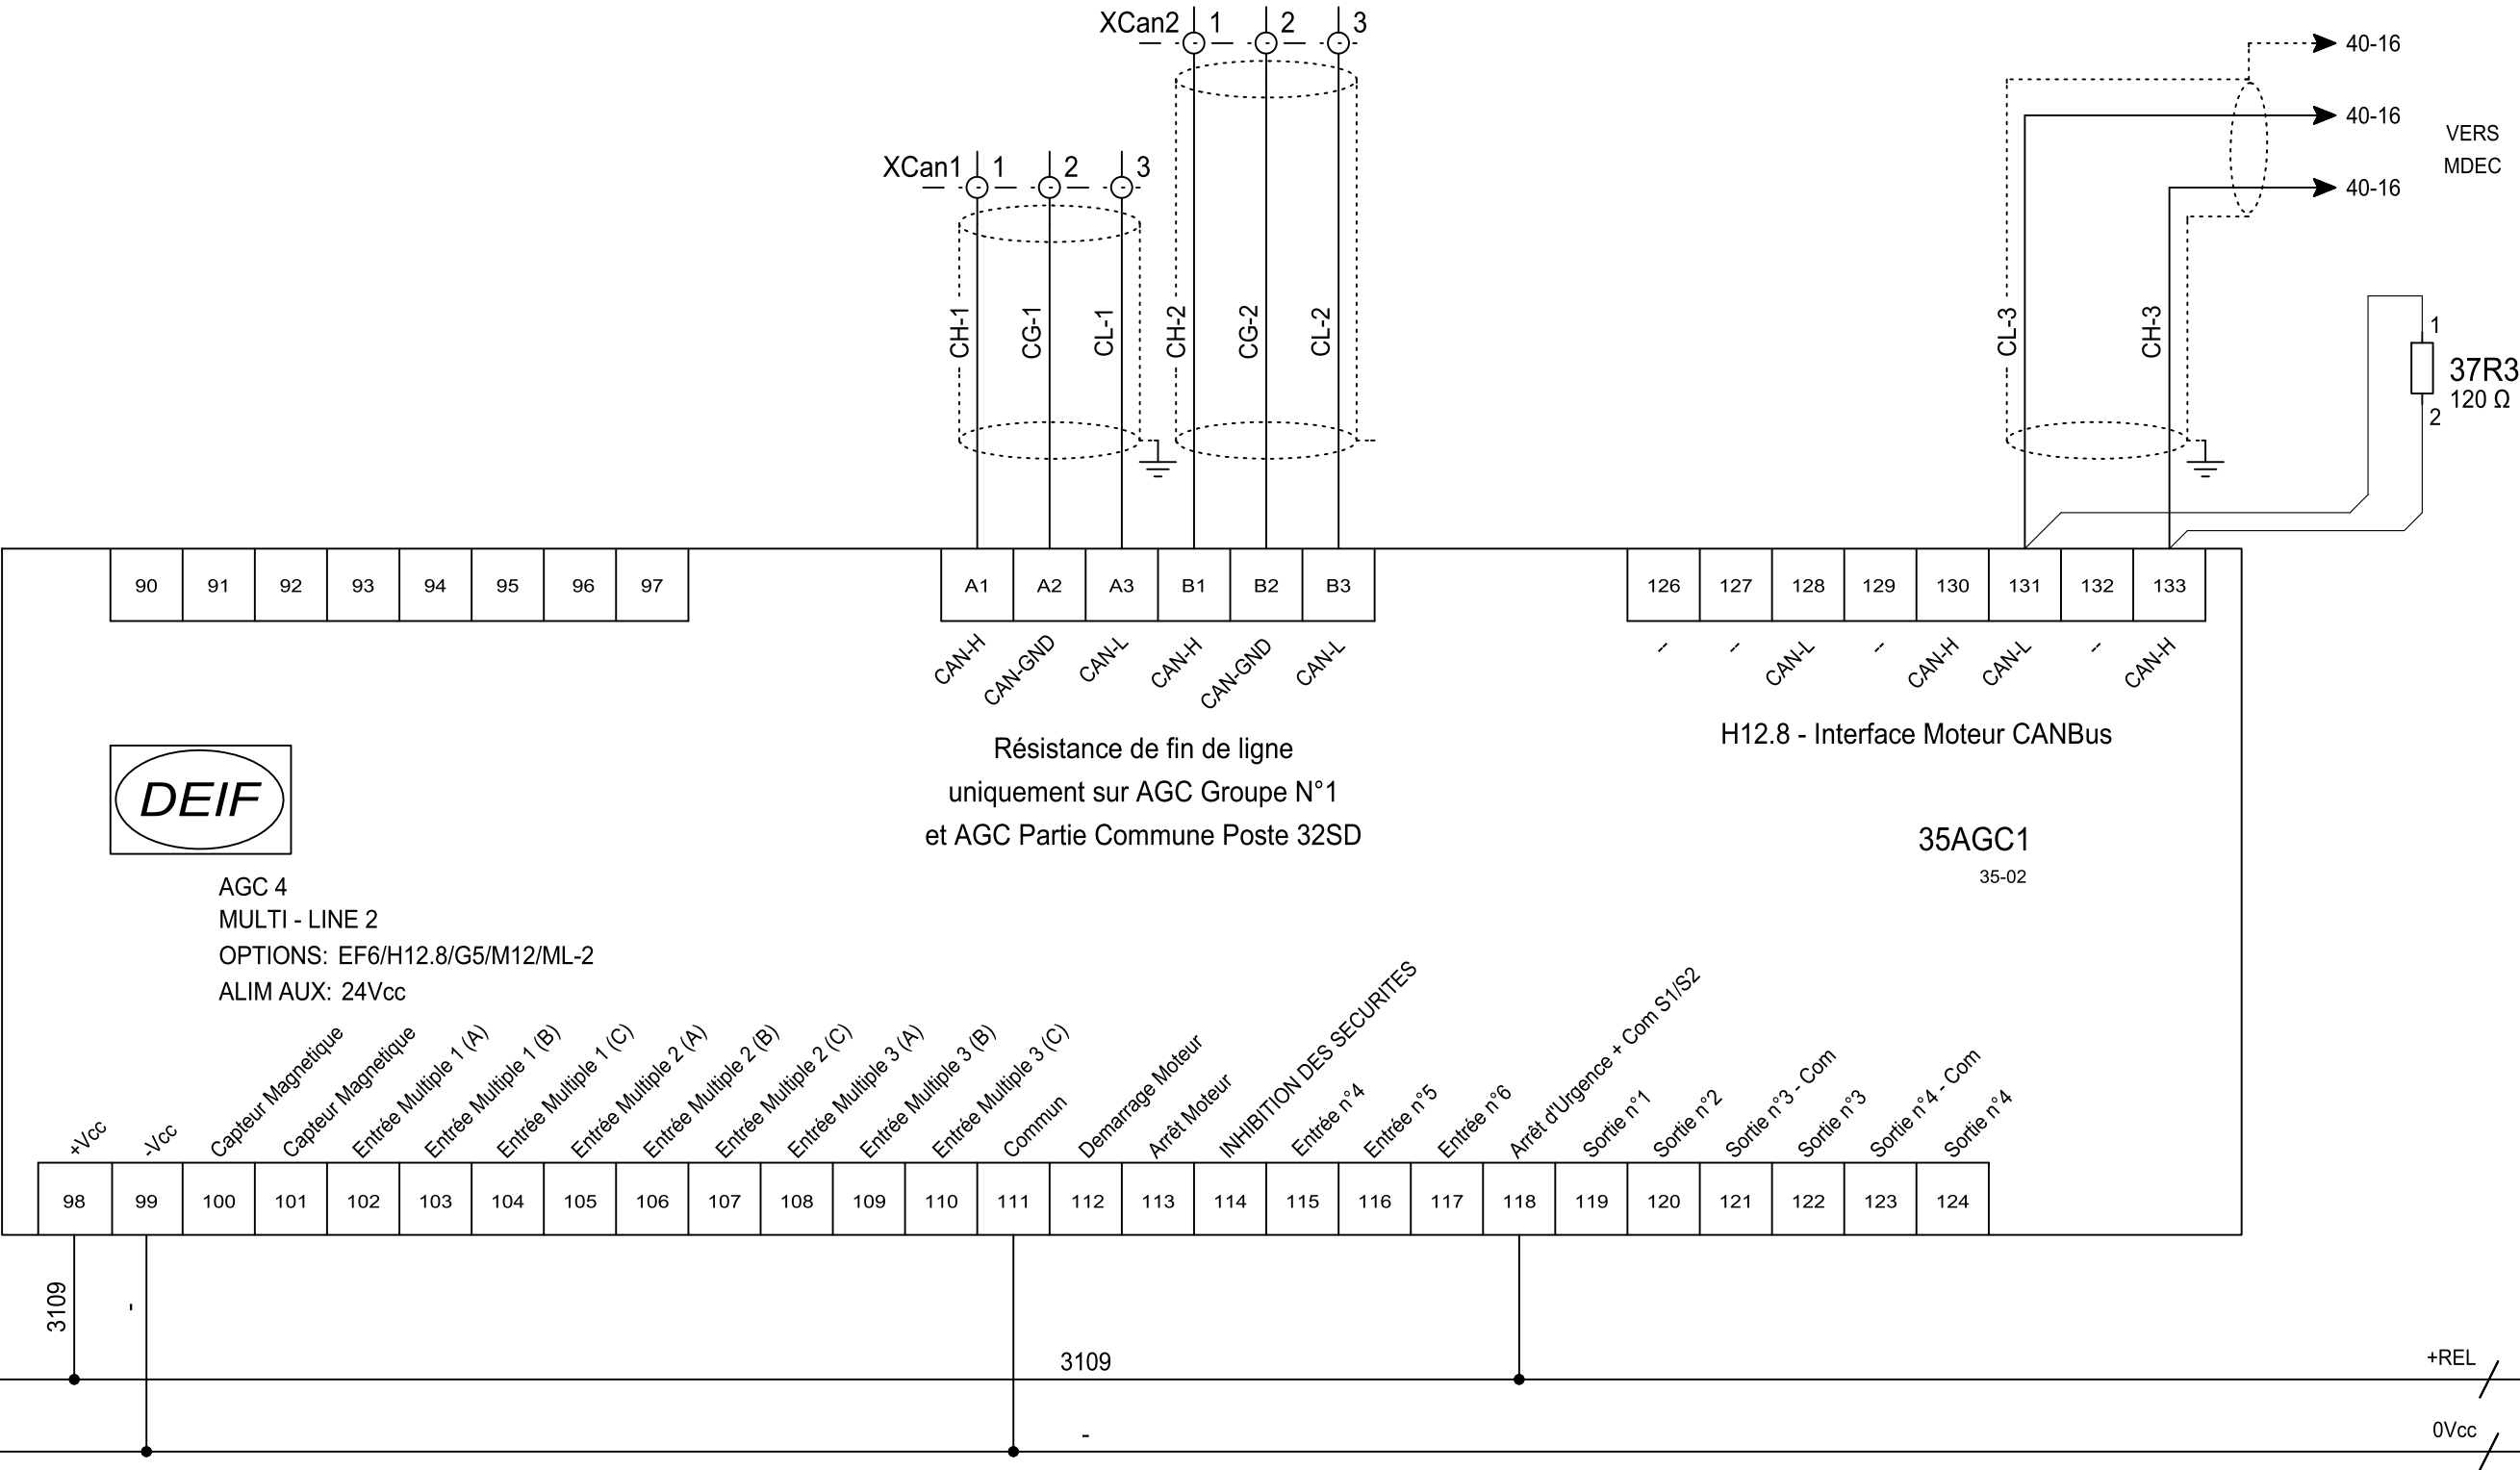 XCan2 1 2 3
40-16
40-16
VERS
MDEC
40-16
XCan1 1 2 3
CH-1 CG-1 CL-1 CH-2 CG-2 CL-2 CL-3 CH-3
1
37R3
120 Ω
2
90 91 92 93 94 95 96 97 A1 A2 A3 B1 B2 B3 126 127 128 129 130 131 132 133
CAN-H CAN-GND CAN-L CAN-H CAN-GND CAN-L -- -- CAN-L -- CAN-H CAN-L -- CAN-H
H12.8 - Interface Moteur CANBus
Résistance de fin de ligne
uniquement sur AGC Groupe N°1
et AGC Partie Commune Poste 32SD
DEIF
35AGC1
35-02
AGC 4
MULTI - LINE 2
OPTIONS: EF6/H12.8/G5/M12/ML-2
ALIM AUX: 24Vcc
+Vcc
-Vcc
Capteur Magnetique
Capteur Magnetique
Entrée Multiple 1 (A)
Entrée Multiple 1 (B)
Entrée Multiple 1 (C)
Entrée Multiple 2 (A)
Entrée Multiple 2 (B)
Entrée Multiple 2 (C)
Entrée Multiple 3 (A)
Entrée Multiple 3 (B)
Entrée Multiple 3 (C)
Commun
Demarrage Moteur
Arrêt Moteur
INHIBITION DES SECURITES
Entrée n°4
Entrée n°5
Entrée n°6
Arrêt d'Urgence + Com S1/S2
Sortie n°1
Sortie n°2
Sortie n°3 - Com
Sortie n°3
Sortie n°4 - Com
Sortie n°4
98 99 100 101 102 103 104 105 106 107 108 109 110 111 112 113 114 115 116 117 118 119 120 121 122 123 124
3109 -
3109 +REL
- 0Vcc